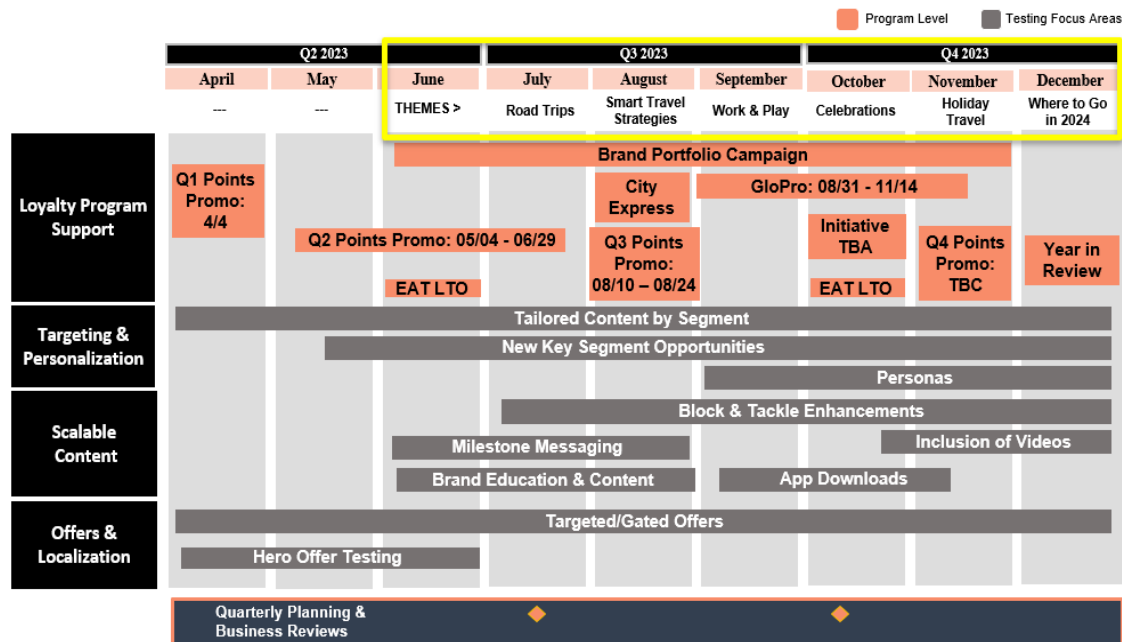 Program Level
Testing Focus Areas
Q2 2023
Q3 2023
Q4 2023
April
May
June
July
August
September
October
November
December
---
---
THEMES >
Road Trips
Smart Travel
Strategies
Work & Play
Celebrations
Holiday
Travel
Where to Go
in 2024
Loyalty Program
Support
Brand Portfolio Campaign
Q1 Points
Promo:
4/4
City
Express
GloPro: 08/31 - 11/14
Q2 Points Promo: 05/04 - 06/29
Q3 Points
Promo:
08/10 – 08/24
Initiative
TBA
Q4 Points
Promo:
TBC
Year in
Review
EAT LTO
EAT LTO
Targeting &
Personalization
Tailored Content by Segment
New Key Segment Opportunities
Personas
Scalable
Content
Block & Tackle Enhancements
Milestone Messaging
Inclusion of Videos
Brand Education & Content
App Downloads
Offers &
Localization
Targeted/Gated Offers
Hero Offer Testing
Quarterly Planning &
Business Reviews